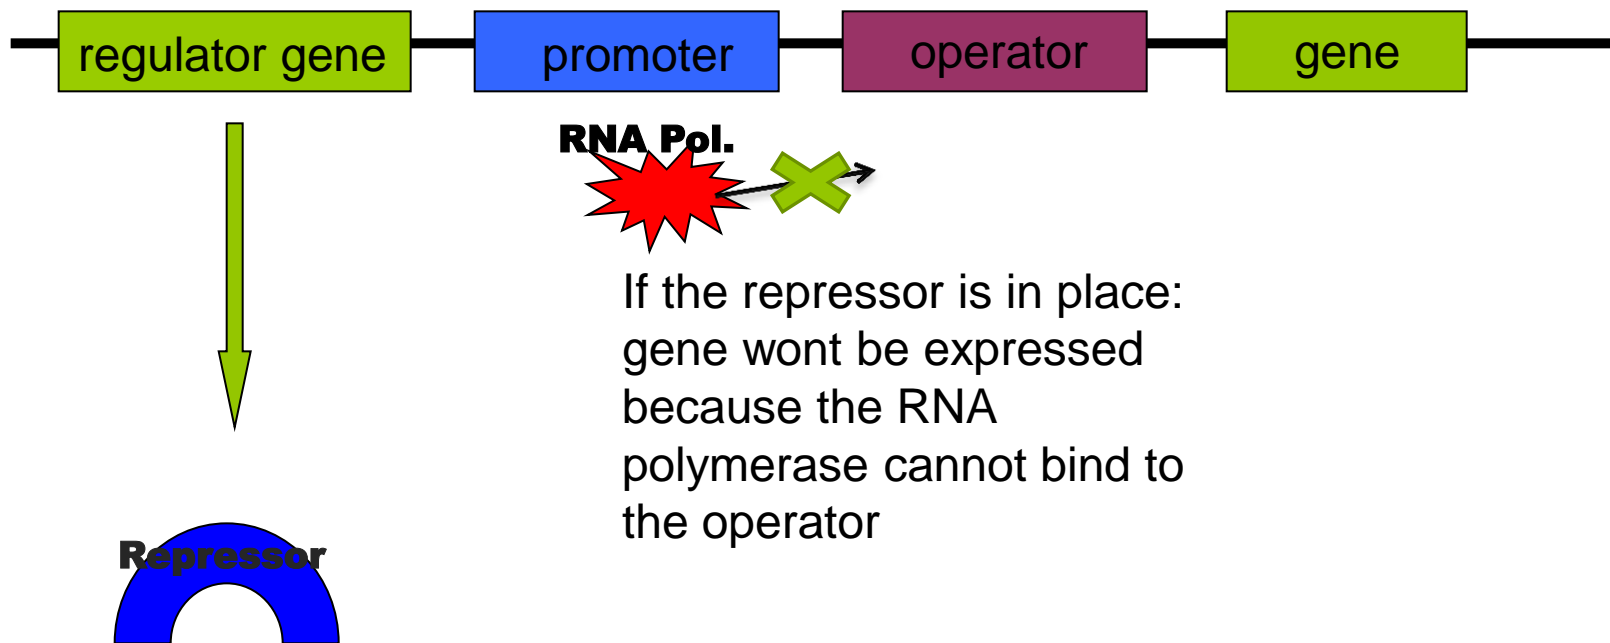 regulator gene promoter operator gene
RNA Pol.
If the repressor is in place:
gene wont be expressed
because the RNA
polymerase cannot bind to
the operator
Repressor